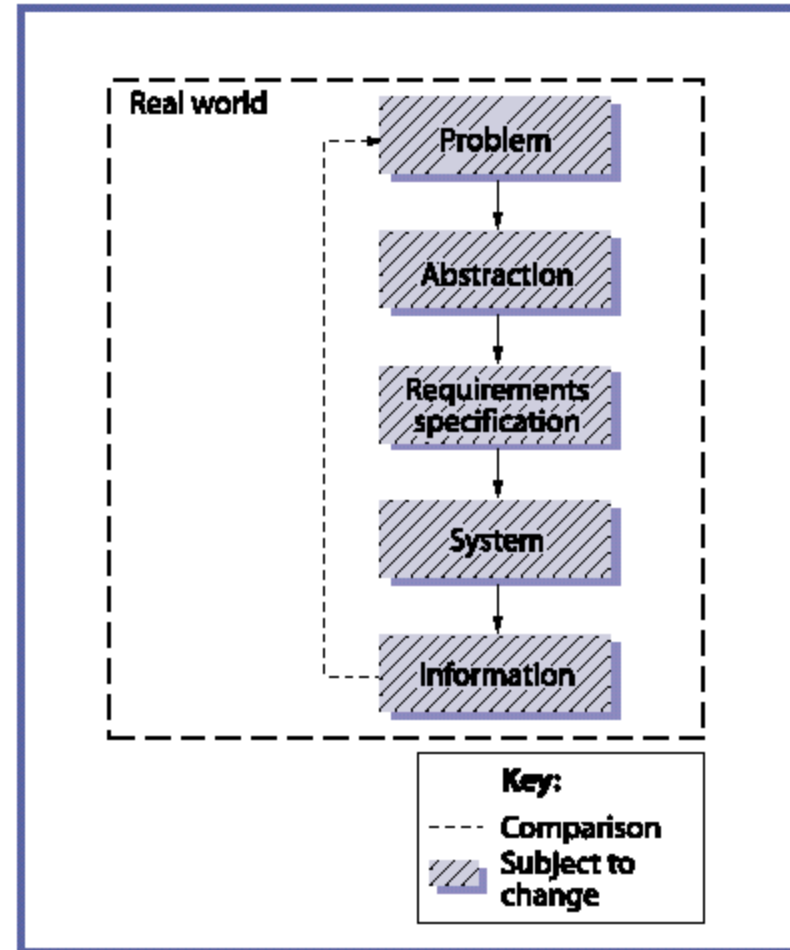 Real world
Problem
Abstraction
Requirements
specification
System
Information
Key:
Comparison
Subject to
change